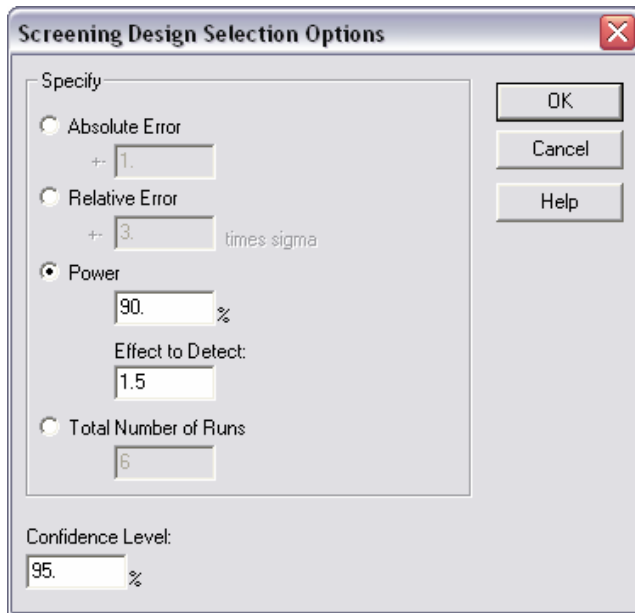 Screening Design Selection Options
Specify
Absolute Error
+- 1.
Relative Error
+- 3. times sigma
Power
90. %
Effect to Detect:
1.5
Total Number of Runs
6
OK
Cancel
Help
Confidence Level:
95. %